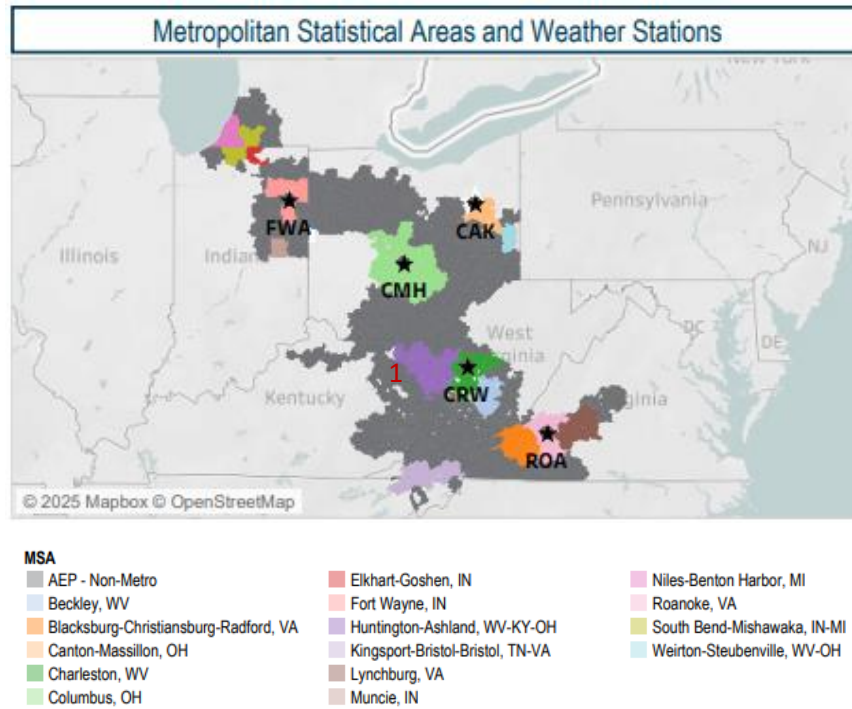 Metropolitan Statistical Areas and Weather Stations
New York
Pennsylvania
FWA
CAK
NJ
Illinois
Indian
CMH
DE
DC
West
ginia
1
CRW
Kentucky
ginia
ROA
© 2025 Mapbox © OpenStreetMap
MSA
AEP - Non-Metro
Beckley, WV
Blacksburg-Christiansburg-Radford, VA
Canton-Massillon, OH
Charleston, WV
Columbus, OH
Elkhart-Goshen, IN
Fort Wayne, IN
Huntington-Ashland, WV-KY-OH
Kingsport-Bristol-Bristol, TN-VA
Lynchburg, VA
Muncie, IN
Niles-Benton Harbor, MI
Roanoke, VA
South Bend-Mishawaka, IN-MI
Weirton-Steubenville, WV-OH